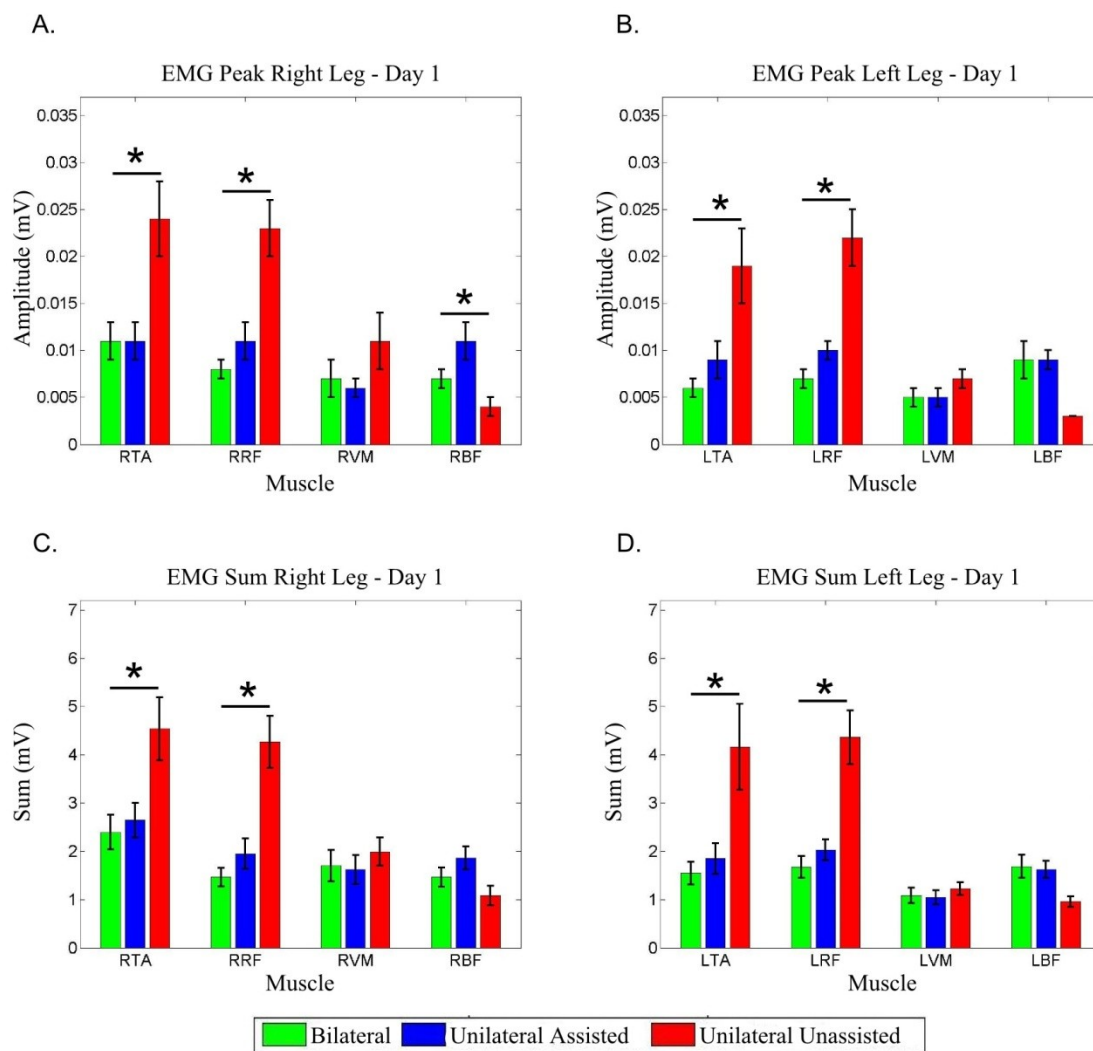 A.
EMG Peak Right Leg - Day 1
0.035
0.03
0.025
0.02
0.015
0.01
0.005
0
Amplitude (mV)
* * *
RTA RRF RVM RBF
Muscle
B.
EMG Peak Left Leg - Day 1
0.035
0.03
0.025
0.02
0.015
0.01
0.005
0
Amplitude (mV)
* *
LTA LRF LVM LBF
Muscle
C.
EMG Sum Right Leg - Day 1
7
6
5
4
3
2
1
0
Sum (mV)
* *
RTA RRF RVM RBF
Muscle
D.
EMG Sum Left Leg - Day 1
7
6
5
4
3
2
1
0
Sum (mV)
* *
LTA LRF LVM LBF
Muscle
Bilateral Unilateral Assisted Unilateral Unassisted